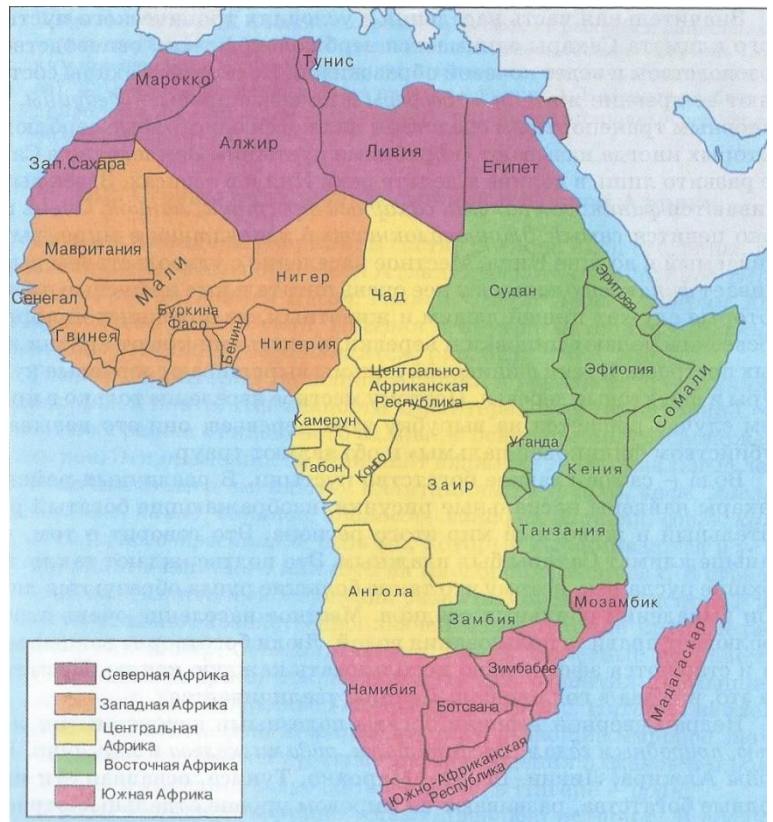 Марокко
Тунис
Алжир
Ливия
Египет
Зап. Сахара
Мавритания
Мали
Нигер
Чад
Судан
Эритрея
Сенегал
Буркина
Фасо
Гвинея
Бенин
Нигерия
Эфиопия
Сомали
Центрально-
Африканская
Республика
Камерун
Уганда
Габон
Конго
Заир
Кения
Танзания
Ангола
Замбия
Мозамбик
Мадагаскар
Зимбабве
Намибия
Ботсвана
Южно-Африканская
Республика
Северная Африка
Западная Африка
Центральная
Африка
Восточная Африка
Южная Африка